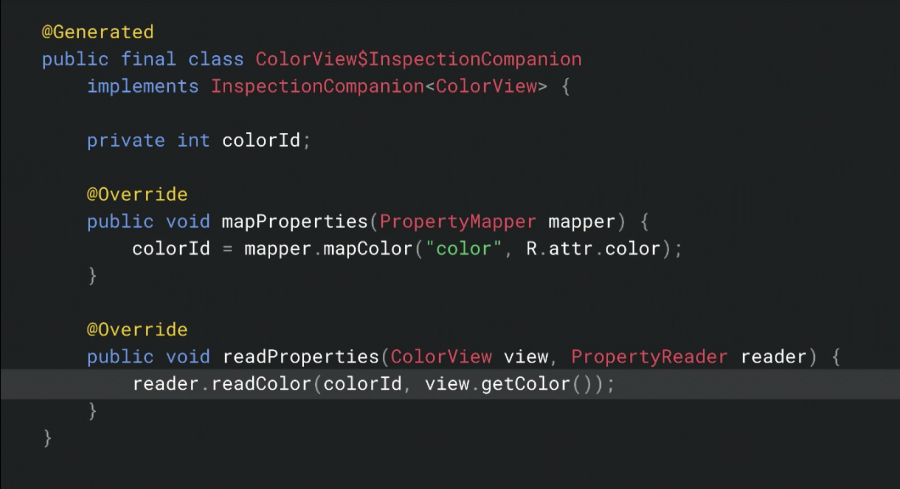 @Generated
public final class ColorView$InspectionCompanion
    implements InspectionCompanion<ColorView> {
    private int colorId;
    @Override
    public void mapProperties(PropertyMapper mapper) {
        colorId = mapper.mapColor("color", R.attr.color);
    }
    @Override
    public void readProperties(ColorView view, PropertyReader reader) {
        reader.readColor(colorId, view.getColor());
    }
}